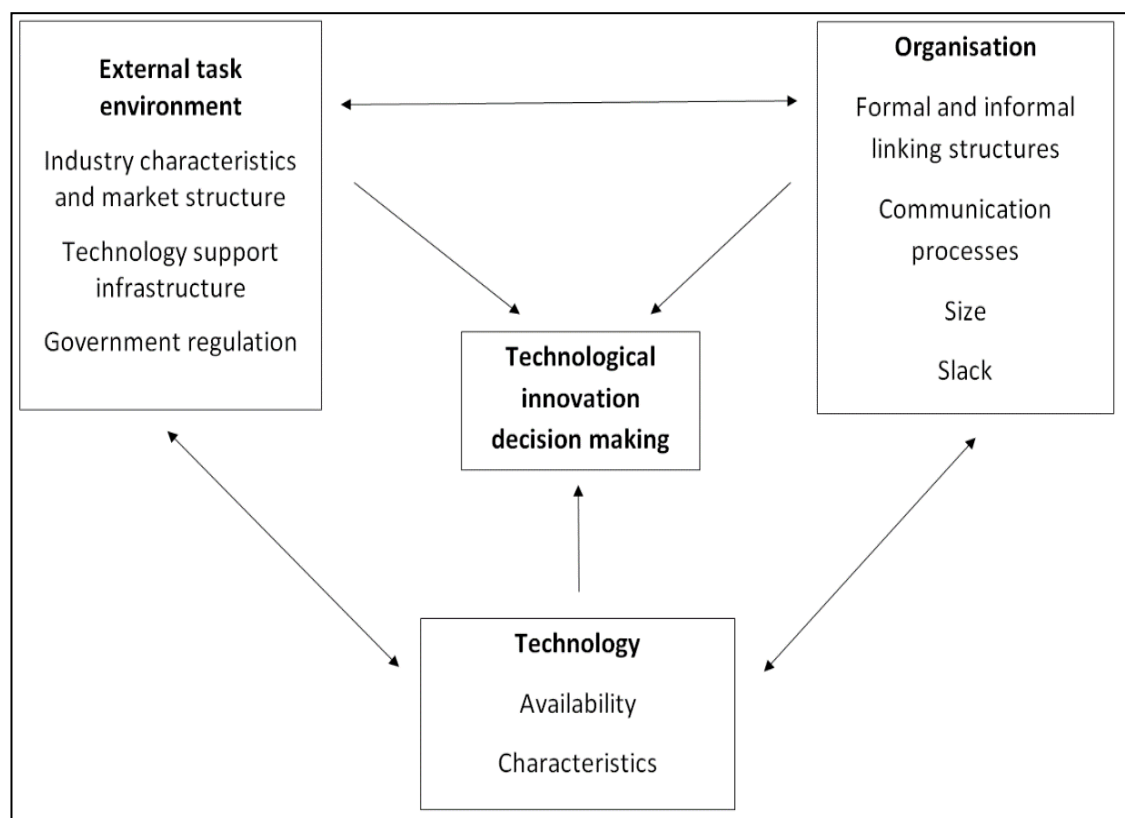 External task
environment
Industry characteristics
and market structure
Technology support
infrastructure
Government regulation
Organisation
Formal and informal
linking structures
Communication
processes
Size
Slack
Technological
innovation
decision making
Technology
Availability
Characteristics